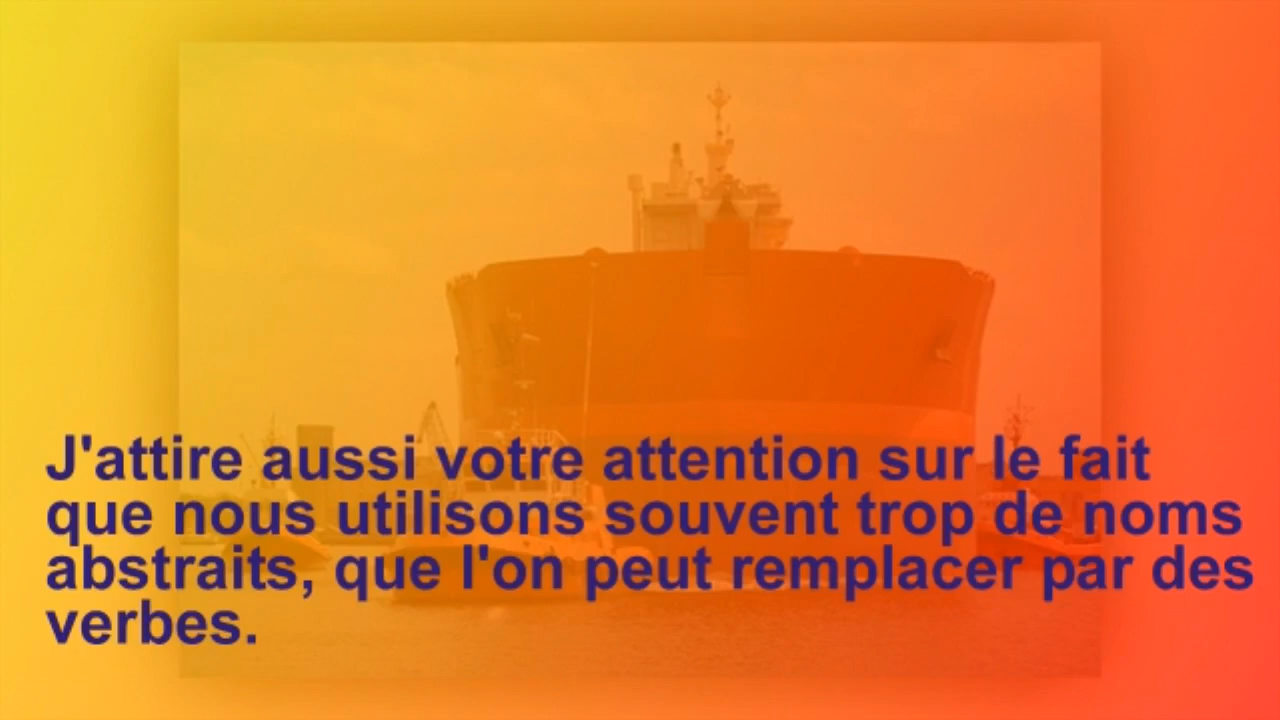 J'attire aussi votre attention sur le fait
que nous utilisons souvent trop de noms
abstraits, que l'on peut remplacer par des
verbes.